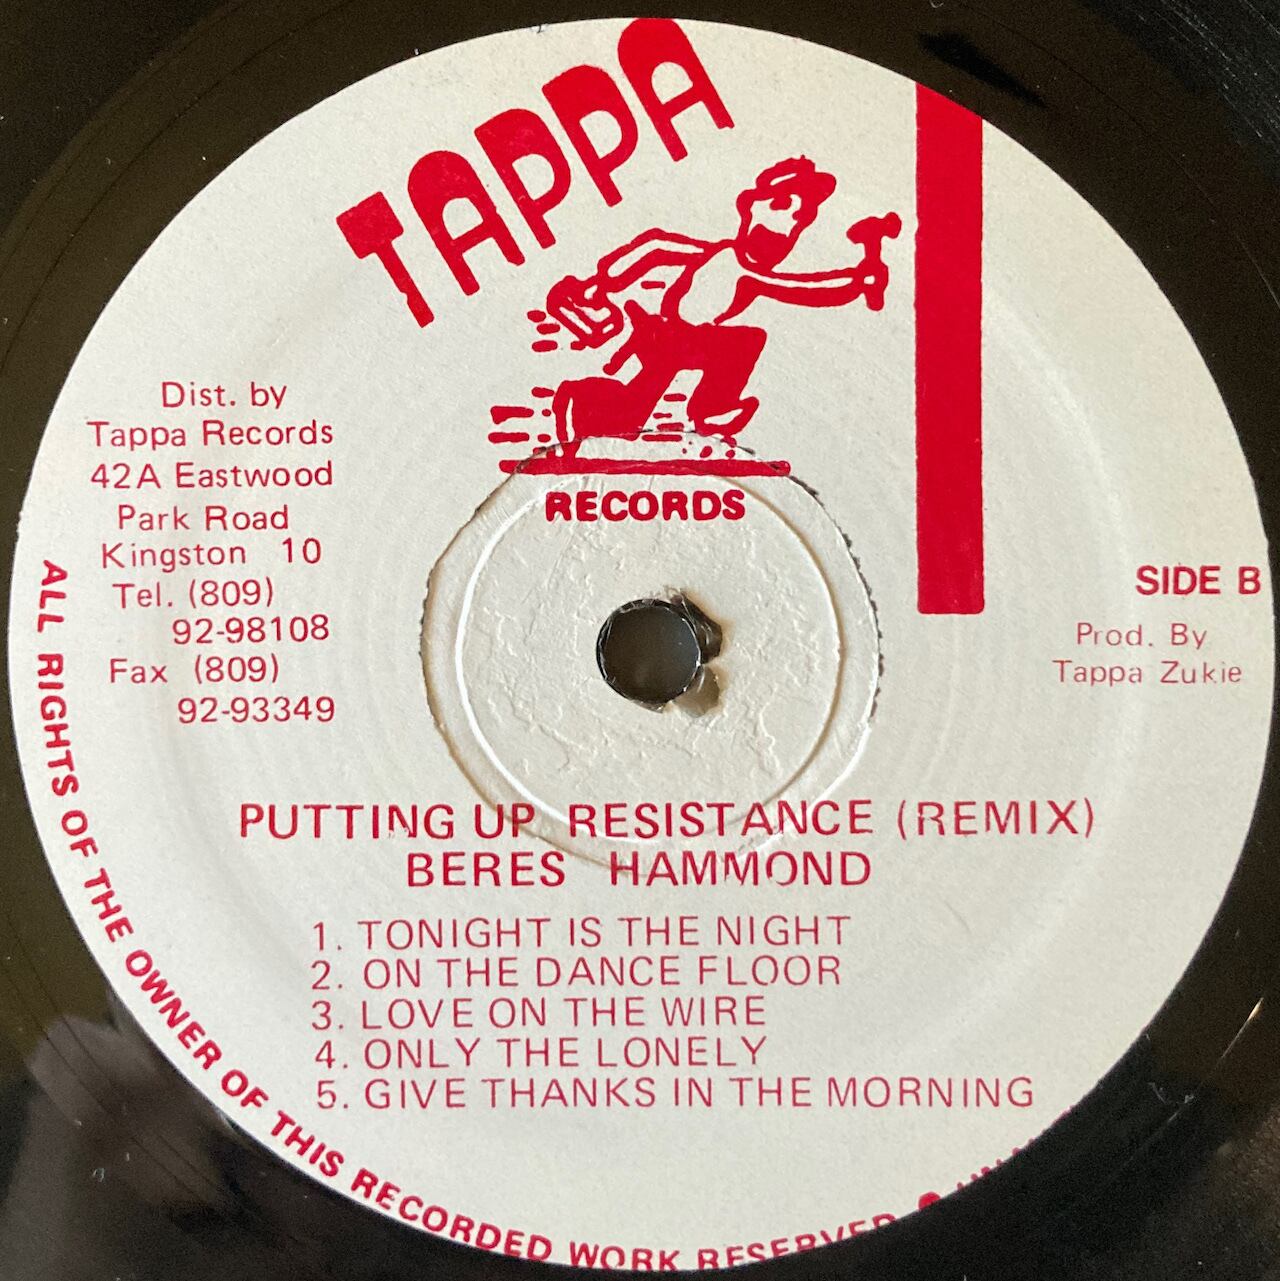 TAPPA
RECORDS
Dist. by
Tappa Records
42A Eastwood
Park Road
Kingston 10
Tel. (809)
92-98108
Fax (809)
92-93349
SIDE B
Prod. By
Tappa Zukie
PUTTING UP RESISTANCE (REMIX)
BERES HAMMOND
1. TONIGHT IS THE NIGHT
2. ON THE DANCE FLOOR
3. LOVE ON THE WIRE
4. ONLY THE LONELY
5. GIVE THANKS IN THE MORNING
ALL RIGHTS OF THE OWNER OF THIS RECORDED WORK RESERVED